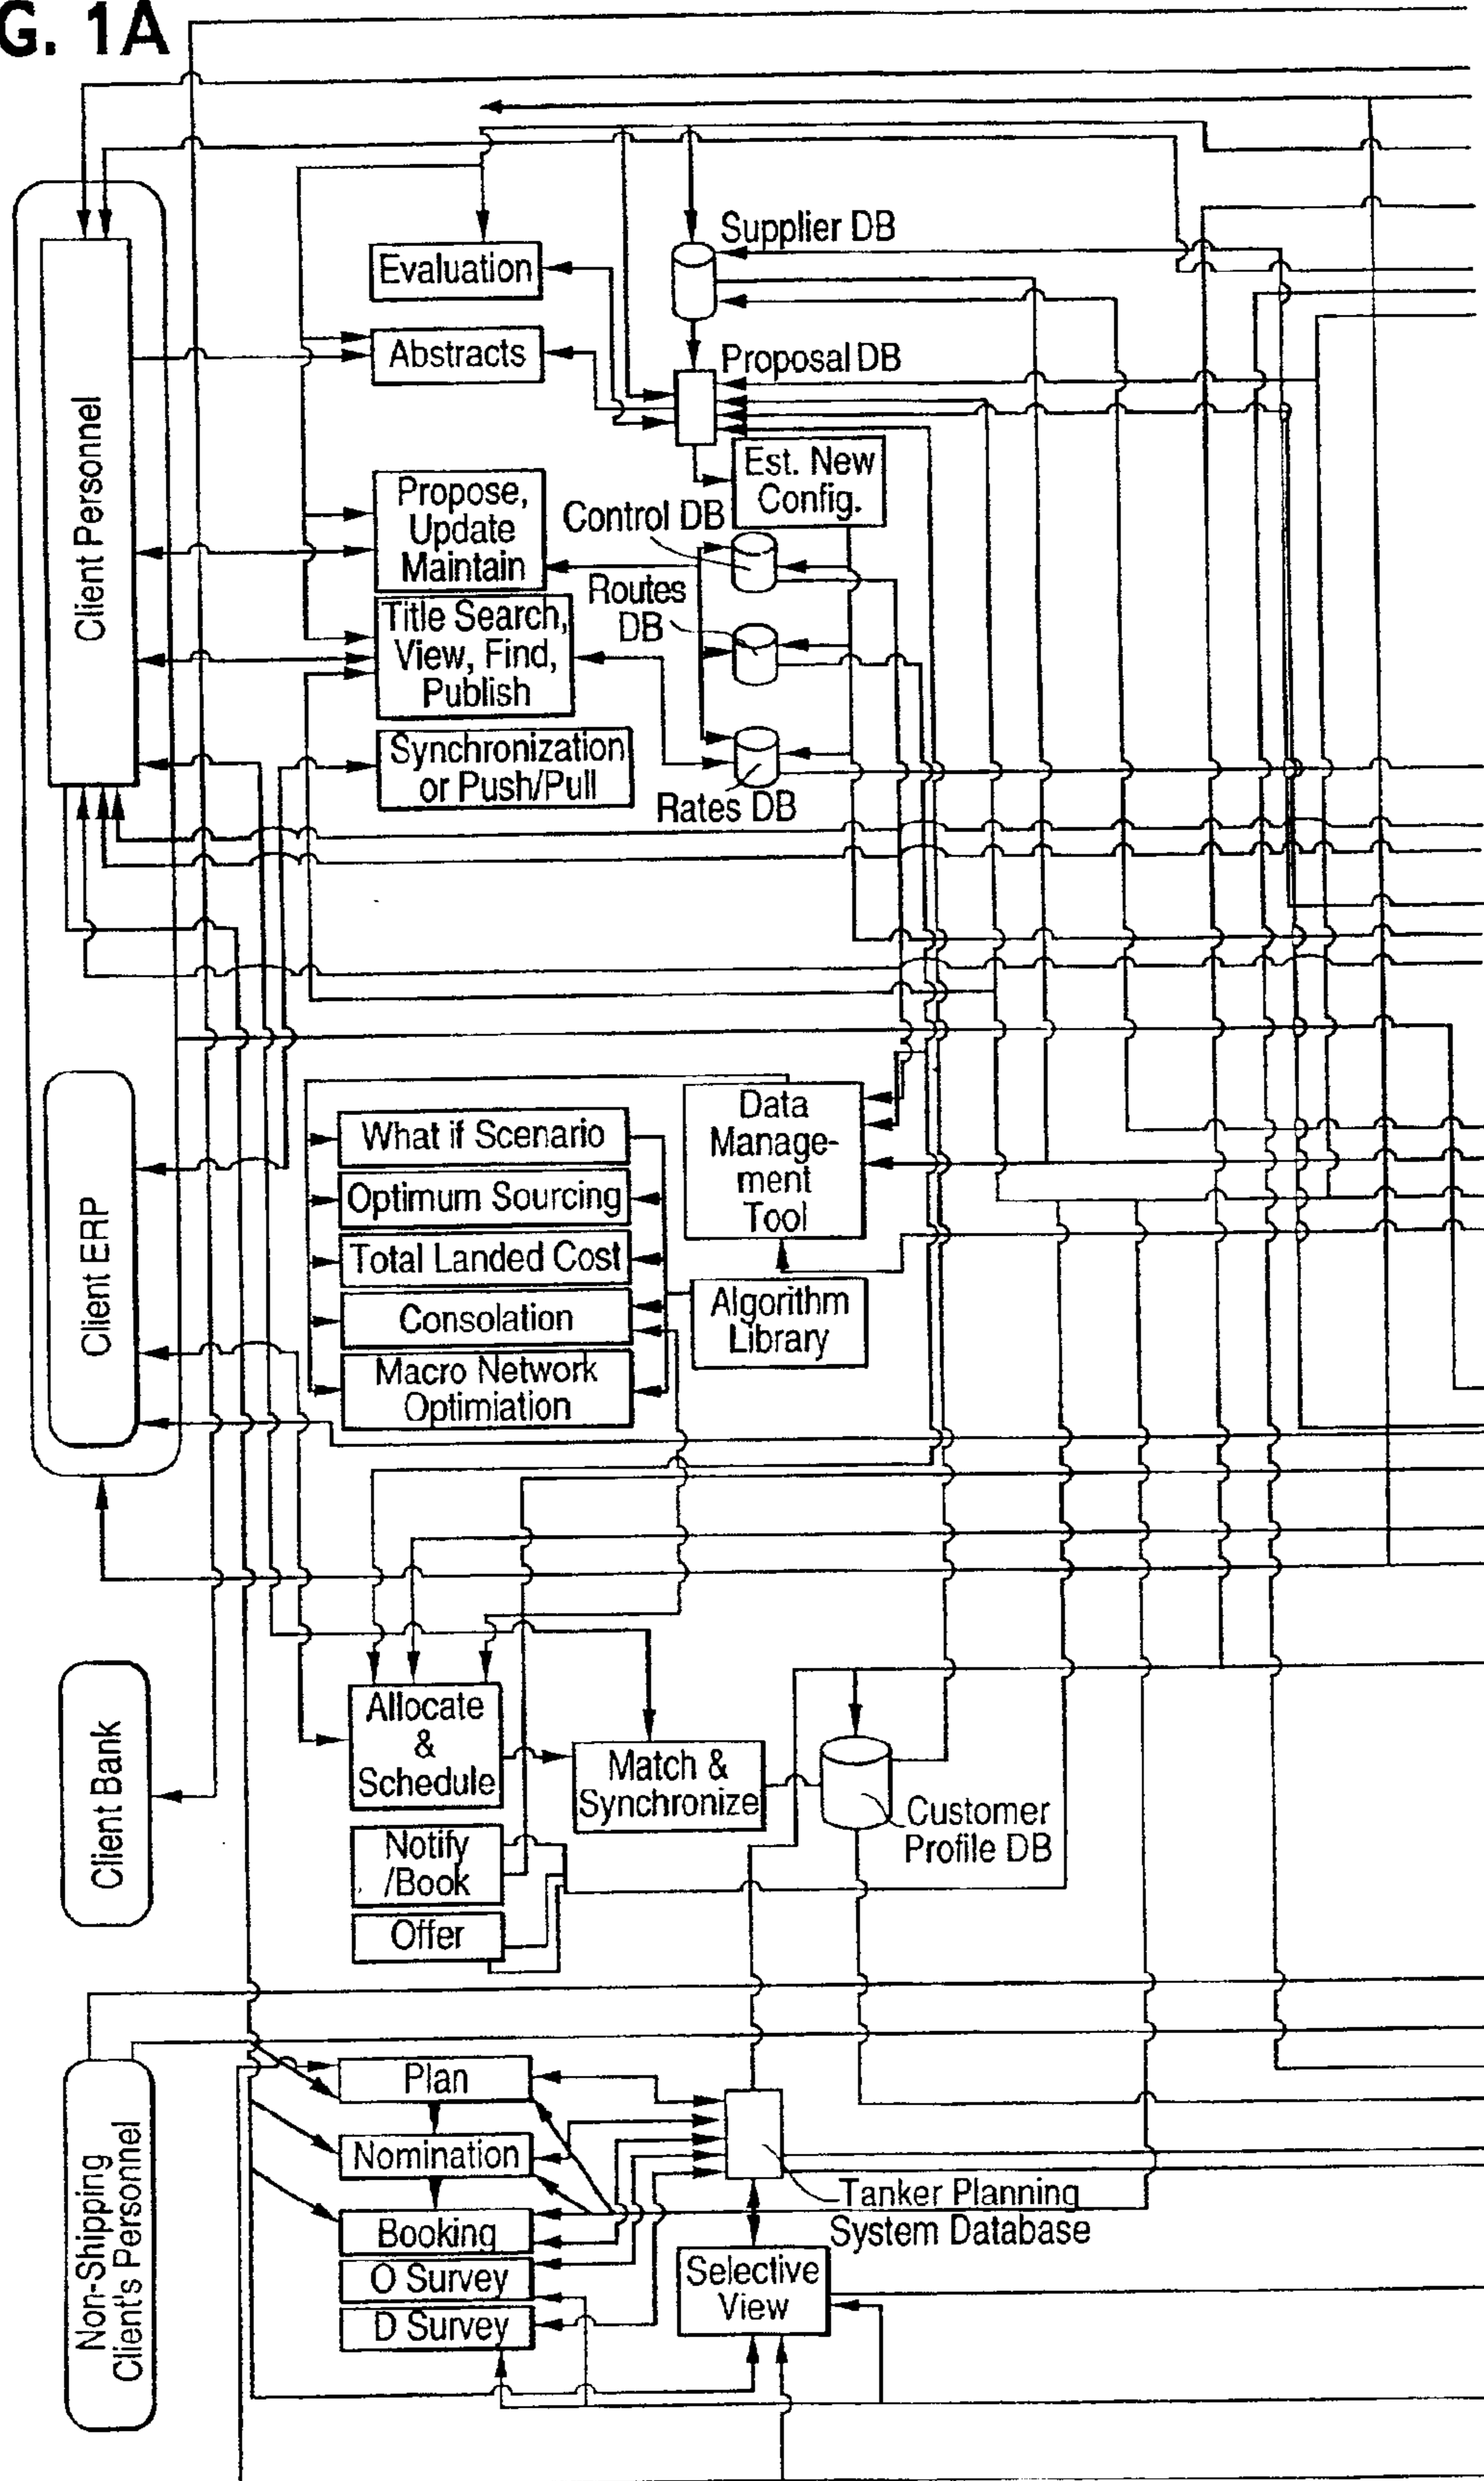 G. 1A
Supplier DB
Evaluation
Abstracts
Proposal DB
Client Personnel
Est. New
Config.
Propose,
Update
Maintain
Control DB
Routes
DB
Title Search,
View, Find,
Publish
Synchronization
or Push/Pull
Rates DB
Client ERP
Data
Manage-
ment
Tool
What if Scenario
Optimum Sourcing
Total Landed Cost
Consolation
Macro Network
Optimiation
Algorithm
Library
Client Bank
Allocate
&
Schedule
Match &
Synchronize
Customer
Profile DB
Notify
/Book
Offer
Non-Shipping
Client's Personnel
Plan
Nomination
Booking
O Survey
D Survey
Tanker Planning
System Database
Selective
View